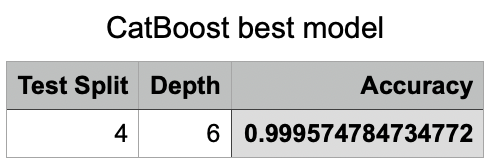 CatBoost best model
Test Split Depth Accuracy
4 6 0.999574784734772